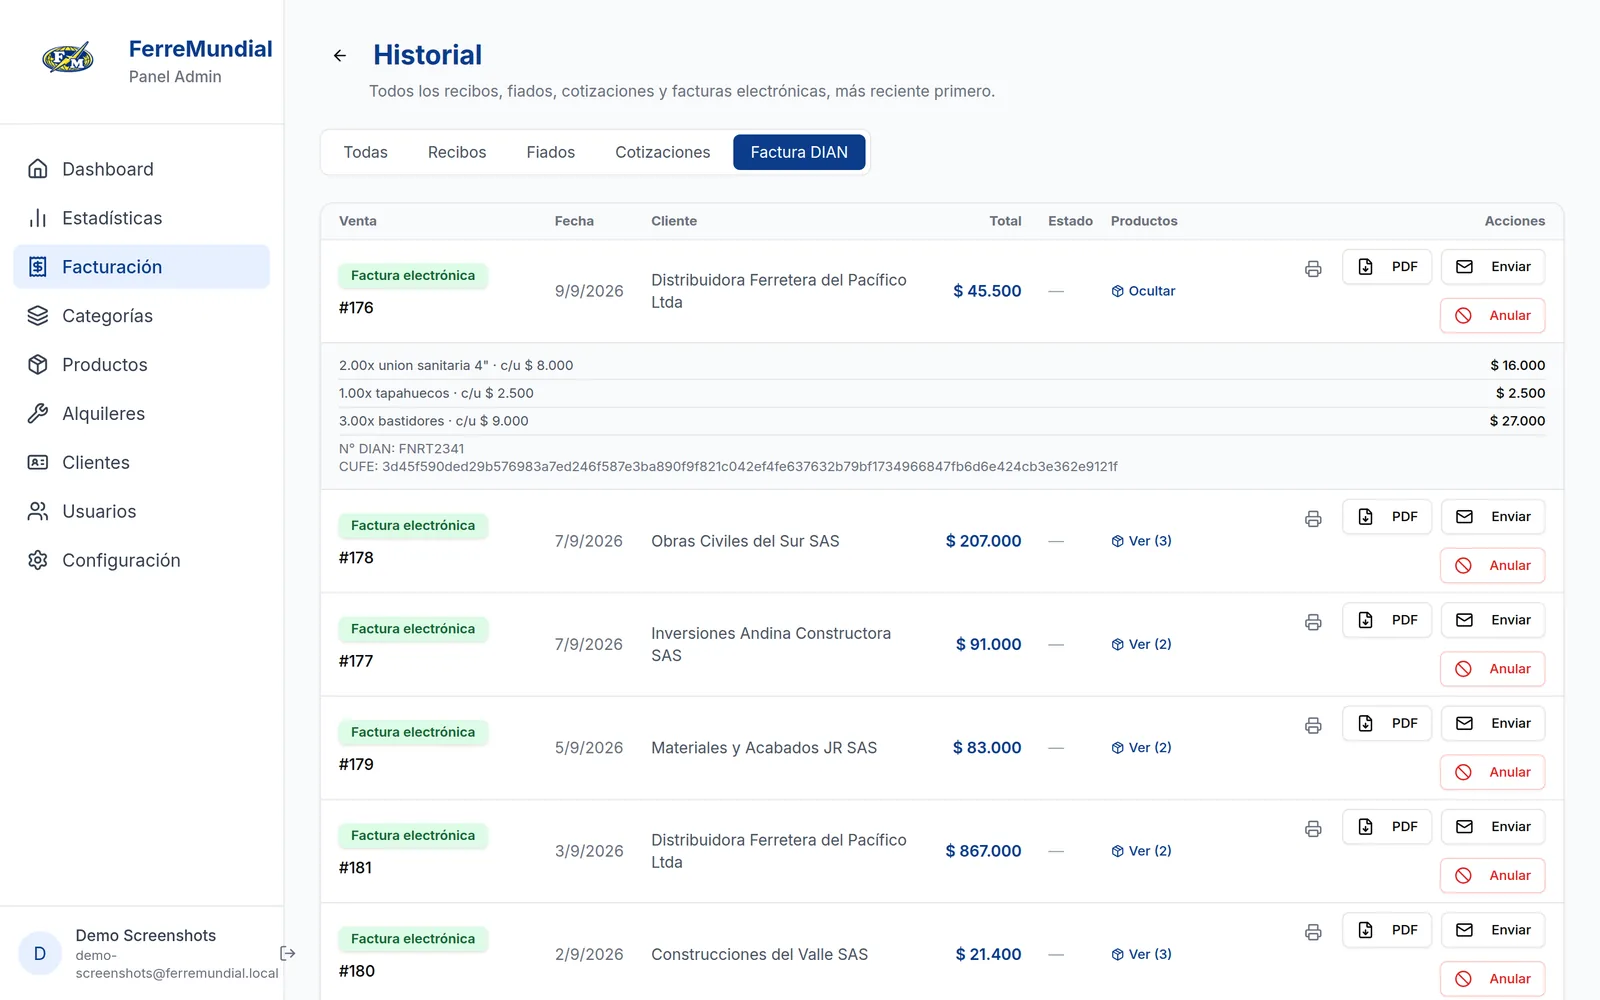 FM
FerreMundial
Panel Admin
Dashboard
Estadísticas
Facturación
Categorías
Productos
Alquileres
Clientes
Usuarios
Configuración
D
Demo Screenshots
demo-
screenshots@ferremundial.local
Historial
Todos los recibos, fiados, cotizaciones y facturas electrónicas, más reciente primero.
Todas Recibos Fiados Cotizaciones Factura DIAN
Venta Fecha Cliente Total Estado Productos Acciones
Factura electrónica
#176
9/9/2026
Distribuidora Ferretera del Pacífico
Ltda
$ 45.500 — Ocultar
PDF Enviar
Anular
2.00x union sanitaria 4" · c/u $ 8.000 $ 16.000
1.00x tapahuecos · c/u $ 2.500 $ 2.500
3.00x bastidores · c/u $ 9.000 $ 27.000
N° DIAN: FNRT2341
CUFE: 3d45f590ded29b576983a7ed246f587e3ba890f9f821c042ef4fe637632b79bf1734966847fb6d6e424cb3e362e9121f
Factura electrónica
#178
7/9/2026 Obras Civiles del Sur SAS $ 207.000 — Ver (3)
PDF Enviar
Anular
Factura electrónica
#177
7/9/2026
Inversiones Andina Constructora
SAS
$ 91.000 — Ver (2)
PDF Enviar
Anular
Factura electrónica
#179
5/9/2026 Materiales y Acabados JR SAS $ 83.000 — Ver (2)
PDF Enviar
Anular
Factura electrónica
#181
3/9/2026
Distribuidora Ferretera del Pacífico
Ltda
$ 867.000 — Ver (2)
PDF Enviar
Anular
Factura electrónica
#180
2/9/2026 Construcciones del Valle SAS $ 21.400 — Ver (3)
PDF Enviar
Anular